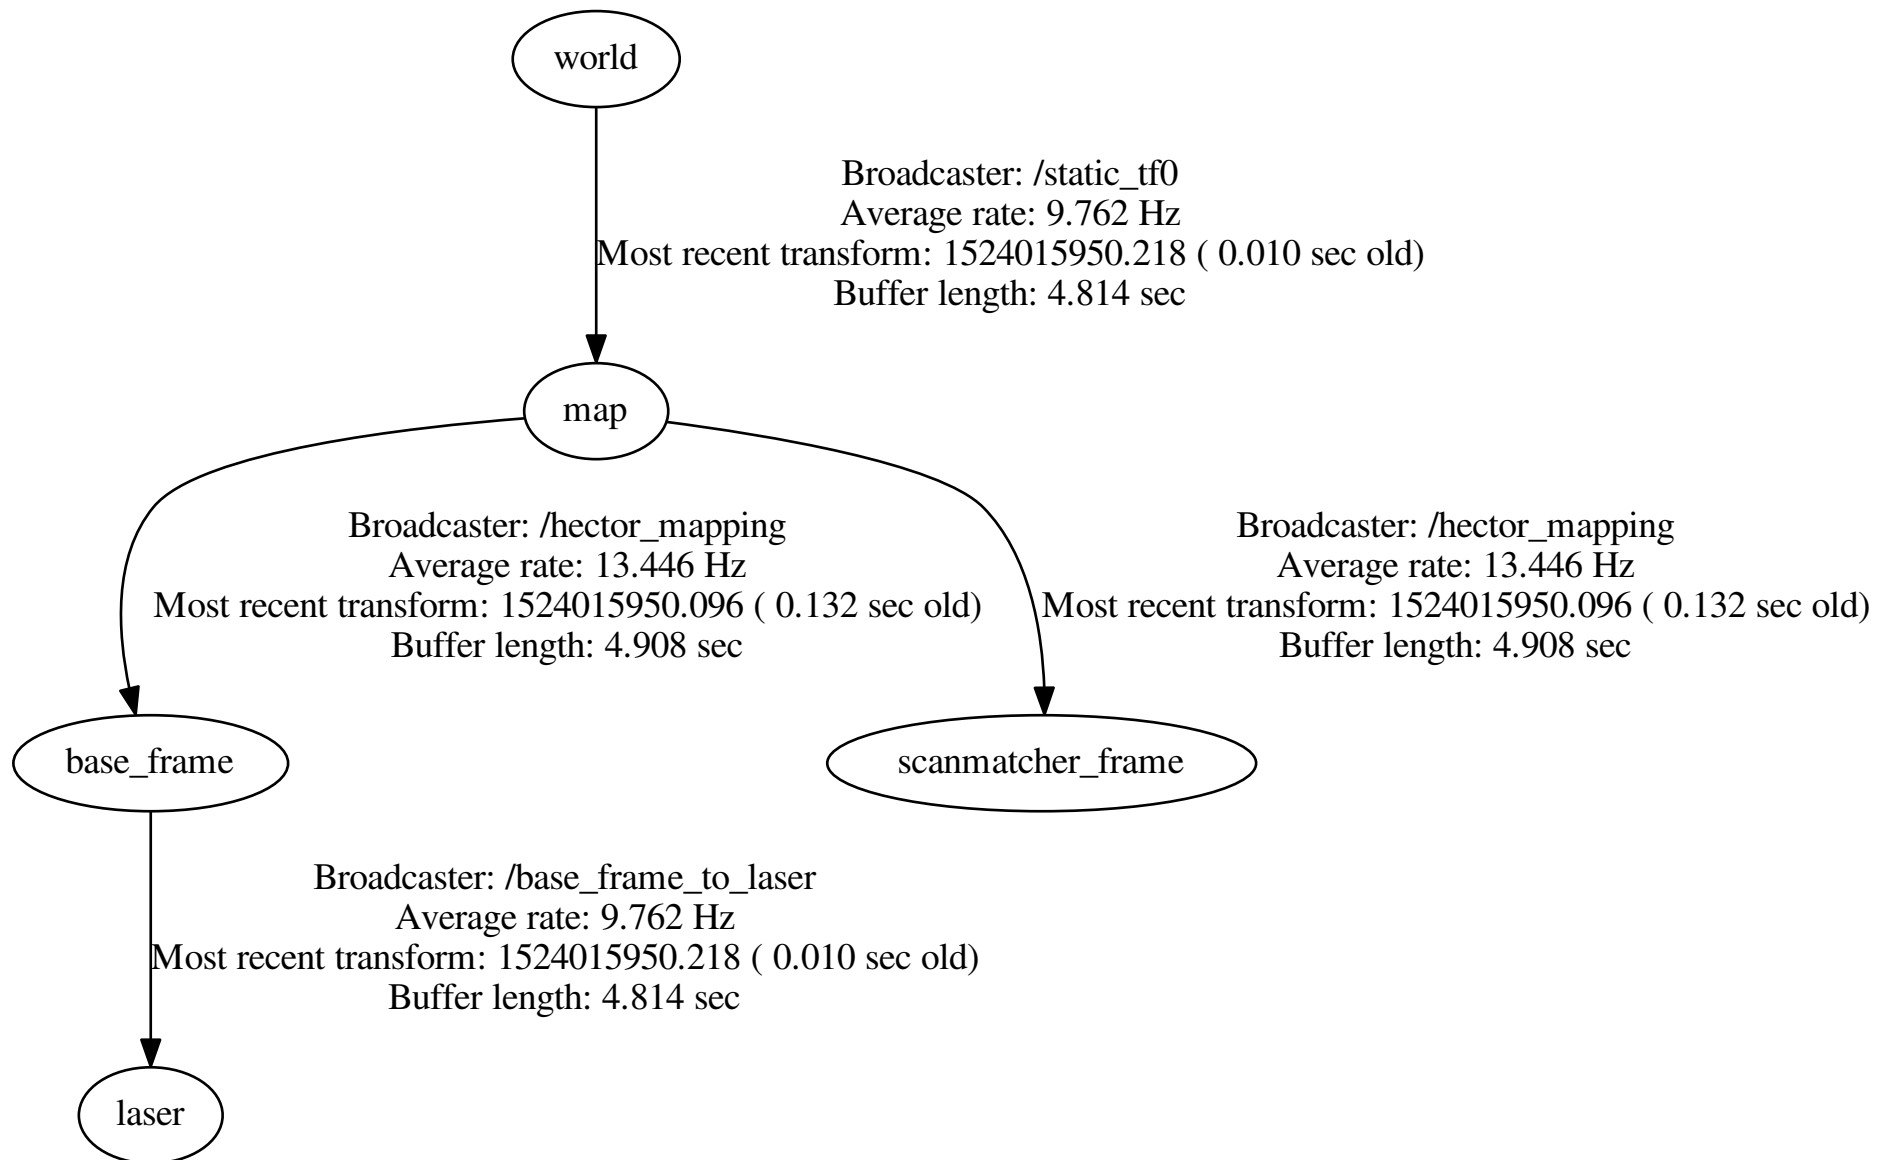 world
Broadcaster: /static_tf0
Average rate: 9.762 Hz
Most recent transform: 1524015950.218 ( 0.010 sec old)
Buffer length: 4.814 sec
map
Broadcaster: /hector_mapping
Average rate: 13.446 Hz
Most recent transform: 1524015950.096 ( 0.132 sec old)
Buffer length: 4.908 sec
Broadcaster: /hector_mapping
Average rate: 13.446 Hz
Most recent transform: 1524015950.096 ( 0.132 sec old)
Buffer length: 4.908 sec
base_frame
scanmatcher_frame
Broadcaster: /base_frame_to_laser
Average rate: 9.762 Hz
Most recent transform: 1524015950.218 ( 0.010 sec old)
Buffer length: 4.814 sec
laser